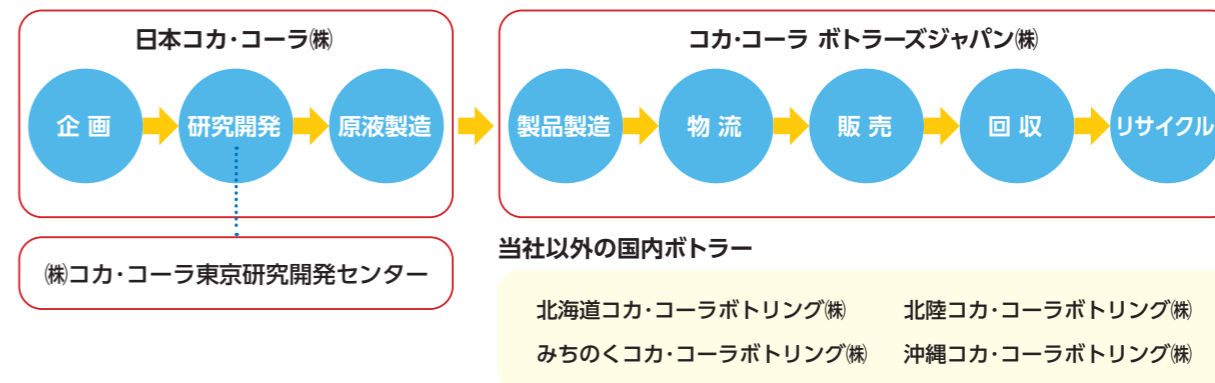 日本コカ・コーラ㈱
企画
研究開発
原液製造
㈱コカ・コーラ東京研究開発センター
コカ・コーラ ボトラーズジャパン㈱
製品製造
物流
販売
回収
リサイクル
当社以外の国内ボトラー
北海道コカ・コーラボトリング㈱
北陸コカ・コーラボトリング㈱
みちのくコカ・コーラボトリング㈱
沖縄コカ・コーラボトリング㈱